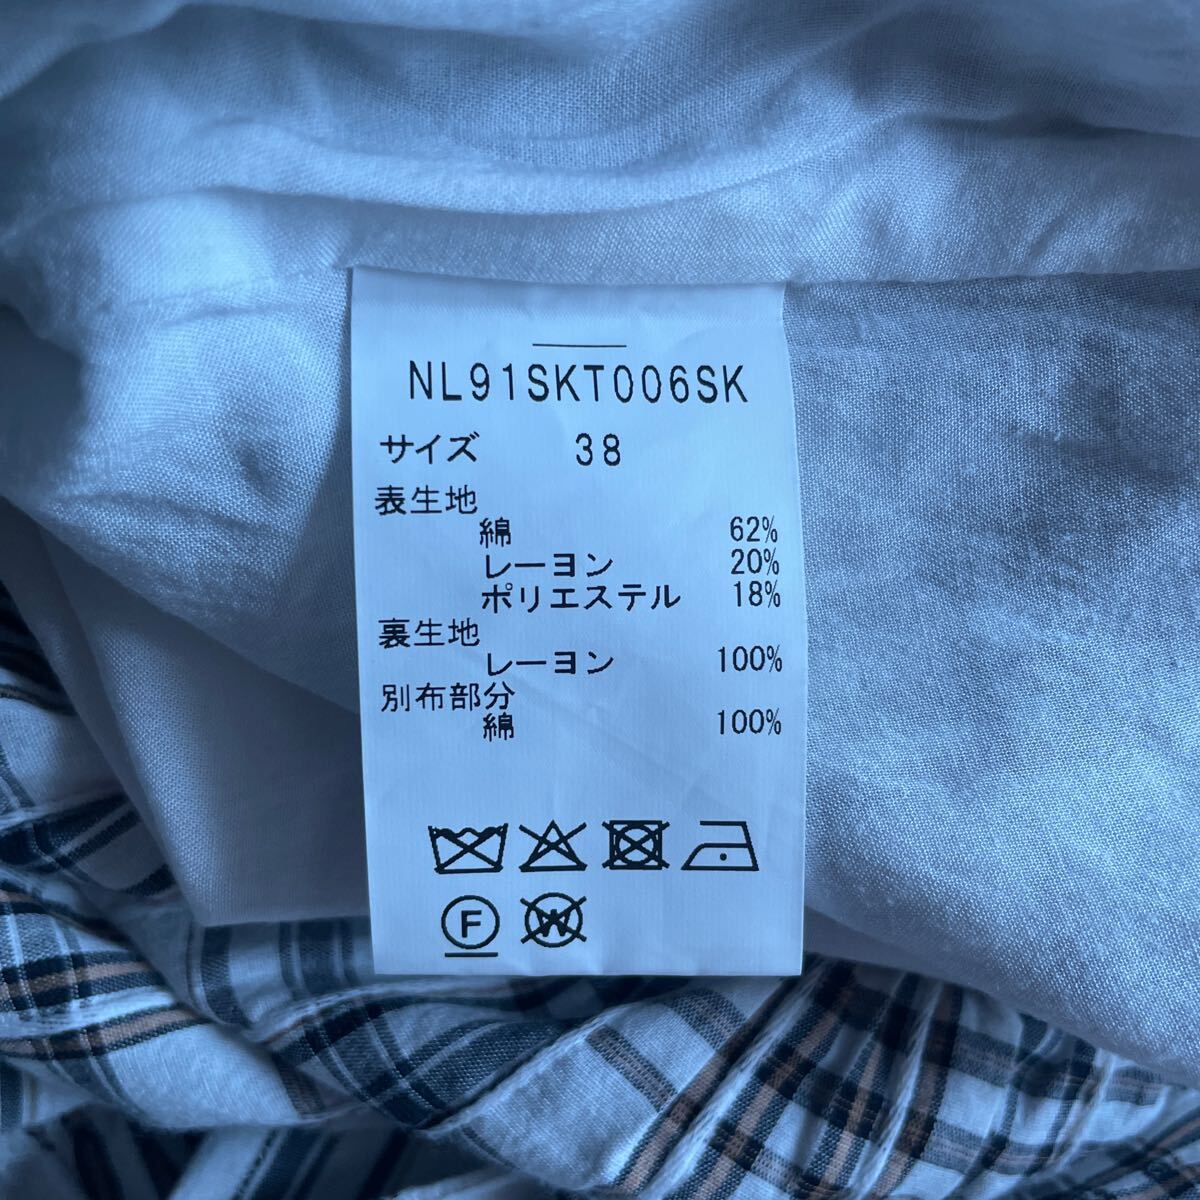 NL91SKT006SK
サイズ 38
表生地
綿 62%
レーヨン 20%
ポリエステル 18%
裏生地
レーヨン 100%
別布部分
綿 100%
F W